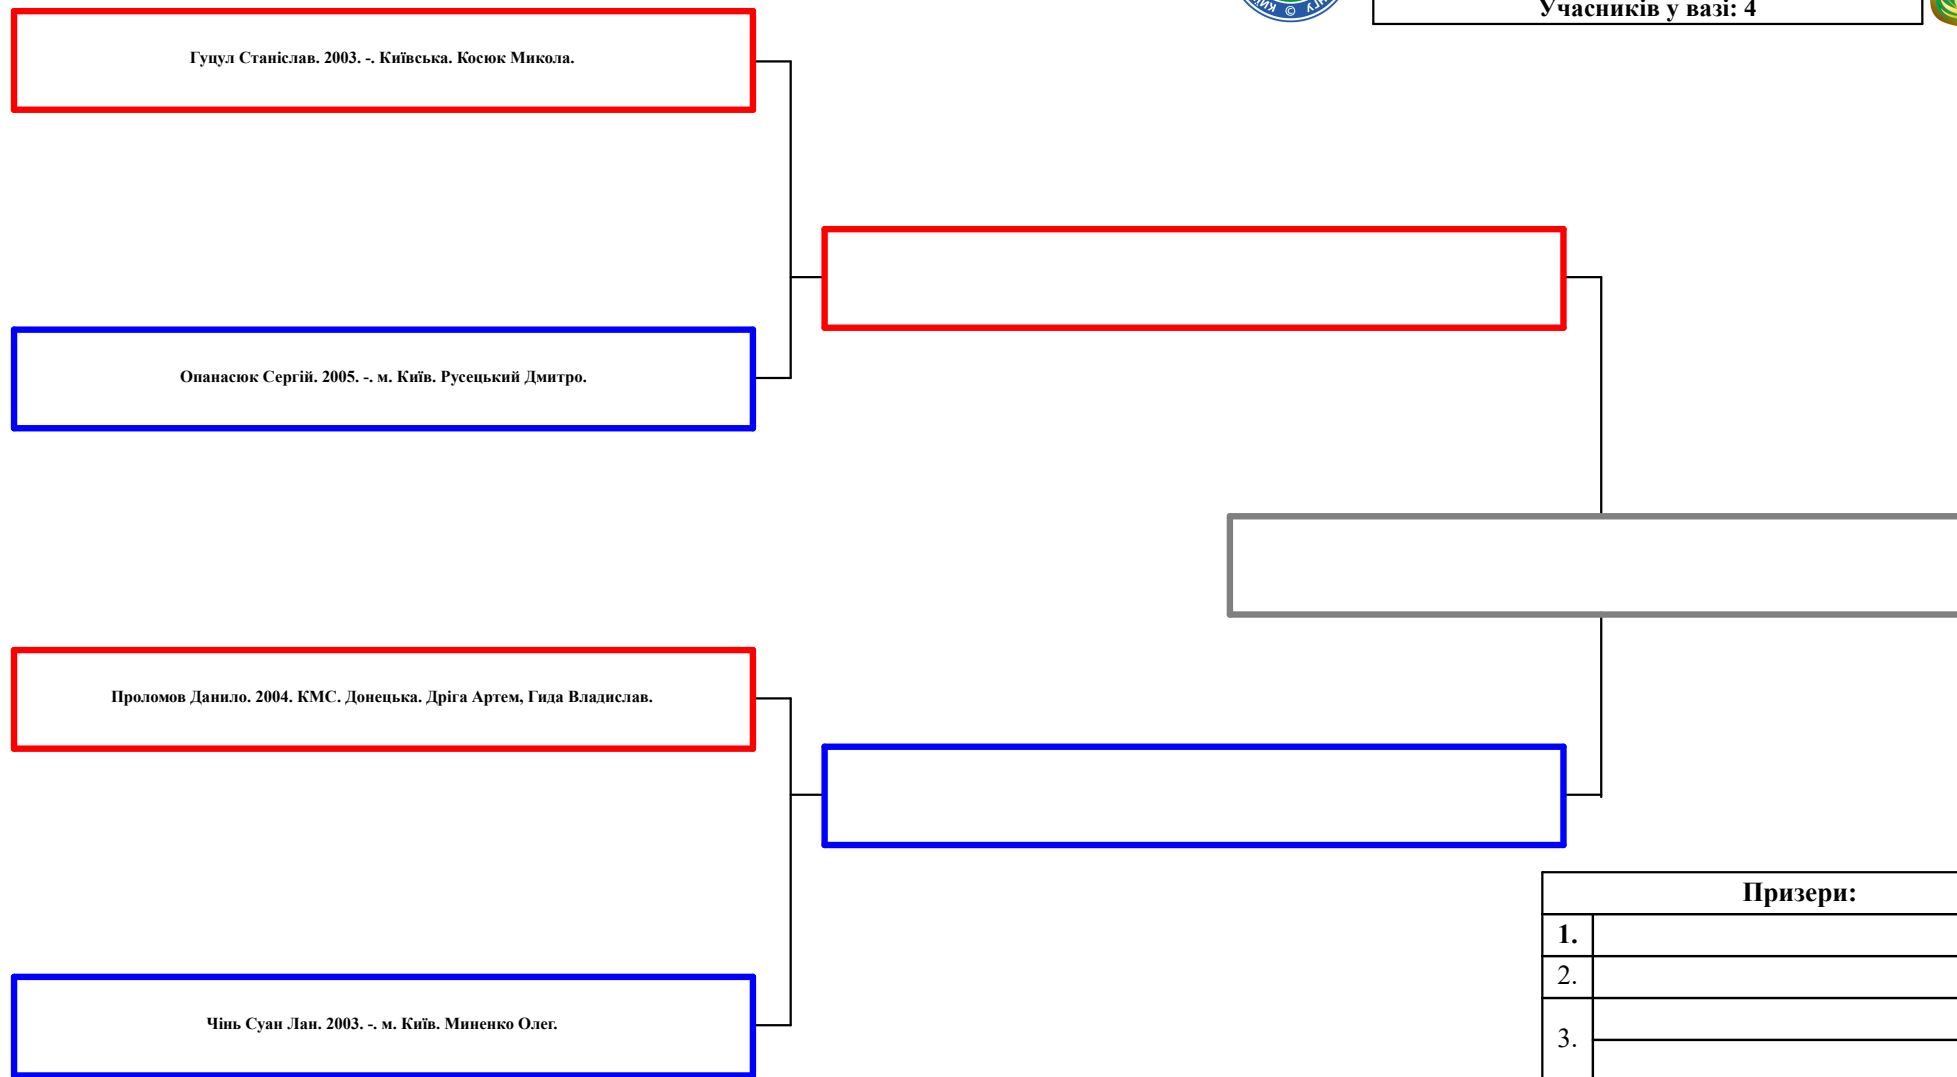 Учасників у вазі: 4
Гуцул Станіслав. 2003. -. Київська. Косюк Микола.
Опанасюк Сергій. 2005. -. м. Київ. Русецький Дмитро.
Проломов Данило. 2004. КМС. Донецька. Дріга Артем, Гида Владислав.
Чінь Суан Лан. 2003. -. м. Київ. Миненко Олег.
Призери:
1.
2.
3.